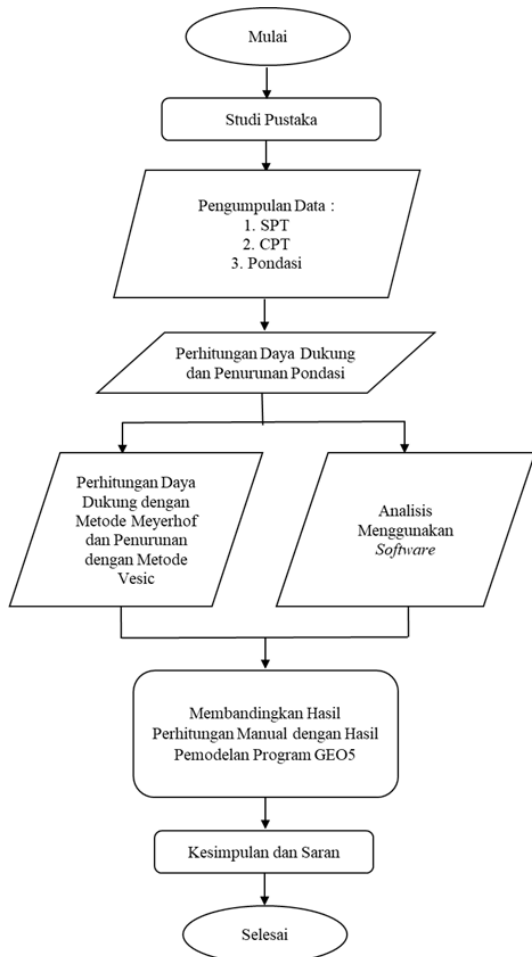 Mulai
Studi Pustaka
Pengumpulan Data :
1. SPT
2. CPT
3. Pondasi
Perhitungan Daya Dukung
dan Penurunan Pondasi
Perhitungan Daya
Dukung dengan
Metode Meyerhof
dan Penurunan
dengan Metode
Vesic
Analisis
Menggunakan
Software
Membandingkan Hasil
Perhitungan Manual dengan Hasil
Pemodelan Program GEO5
Kesimpulan dan Saran
Selesai